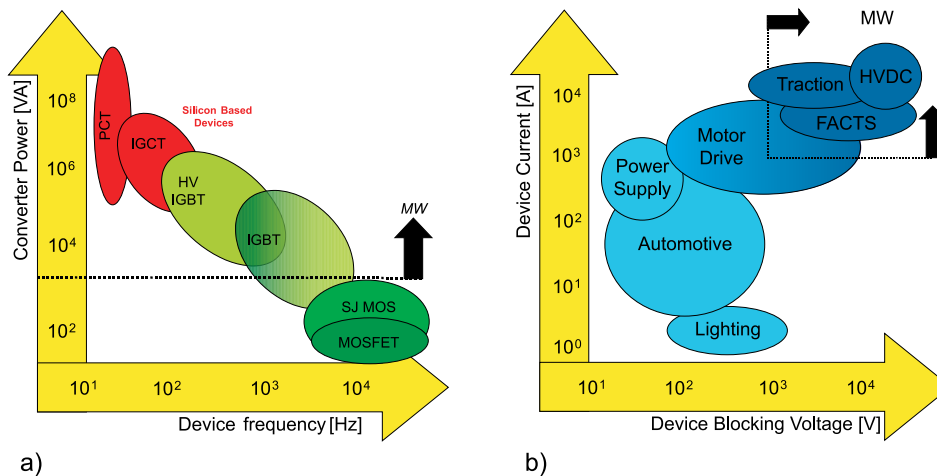 Converter Power [VA]
10⁸
10⁶
10⁴
10²
PCT
IGCT
Silicon Based
Devices
HV
IGBT
IGBT
MW
SJ MOS
MOSFET
10¹
10²
10³
10⁴
Device frequency [Hz]
a)
MW
Device Current [A]
10⁴
10³
10²
10¹
10⁰
Traction
HVDC
FACTS
Motor
Drive
Power
Supply
Automotive
Lighting
10¹
10²
10³
10⁴
Device Blocking Voltage [V]
b)